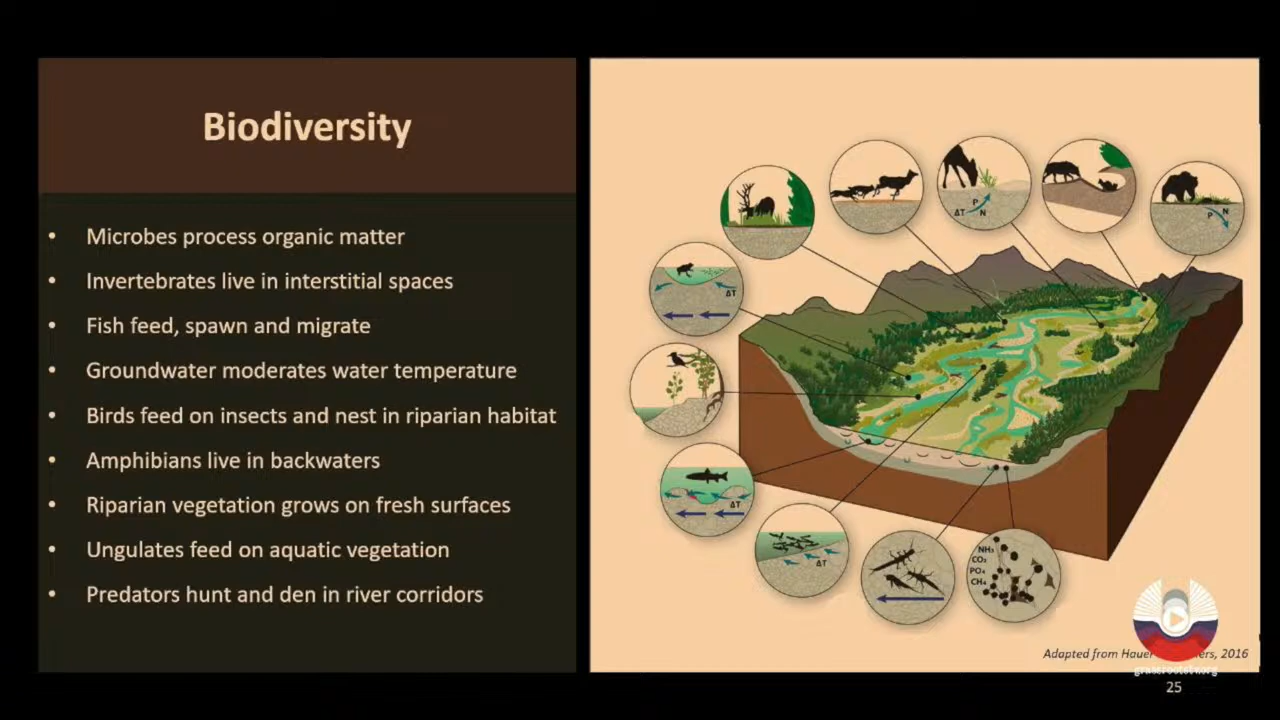 Biodiversity
• Microbes process organic matter
• Invertebrates live in interstitial spaces
• Fish feed, spawn and migrate
• Groundwater moderates water temperature
• Birds feed on insects and nest in riparian habitat
• Amphibians live in backwaters
• Riparian vegetation grows on fresh surfaces
• Ungulates feed on aquatic vegetation
• Predators hunt and den in river corridors
P
ΔT N
N
P
ΔT
ΔT
ΔT
NH₃
CO₂
PO₄
CH₄
Adapted from Hauer 2016
grassrootstv.org
25